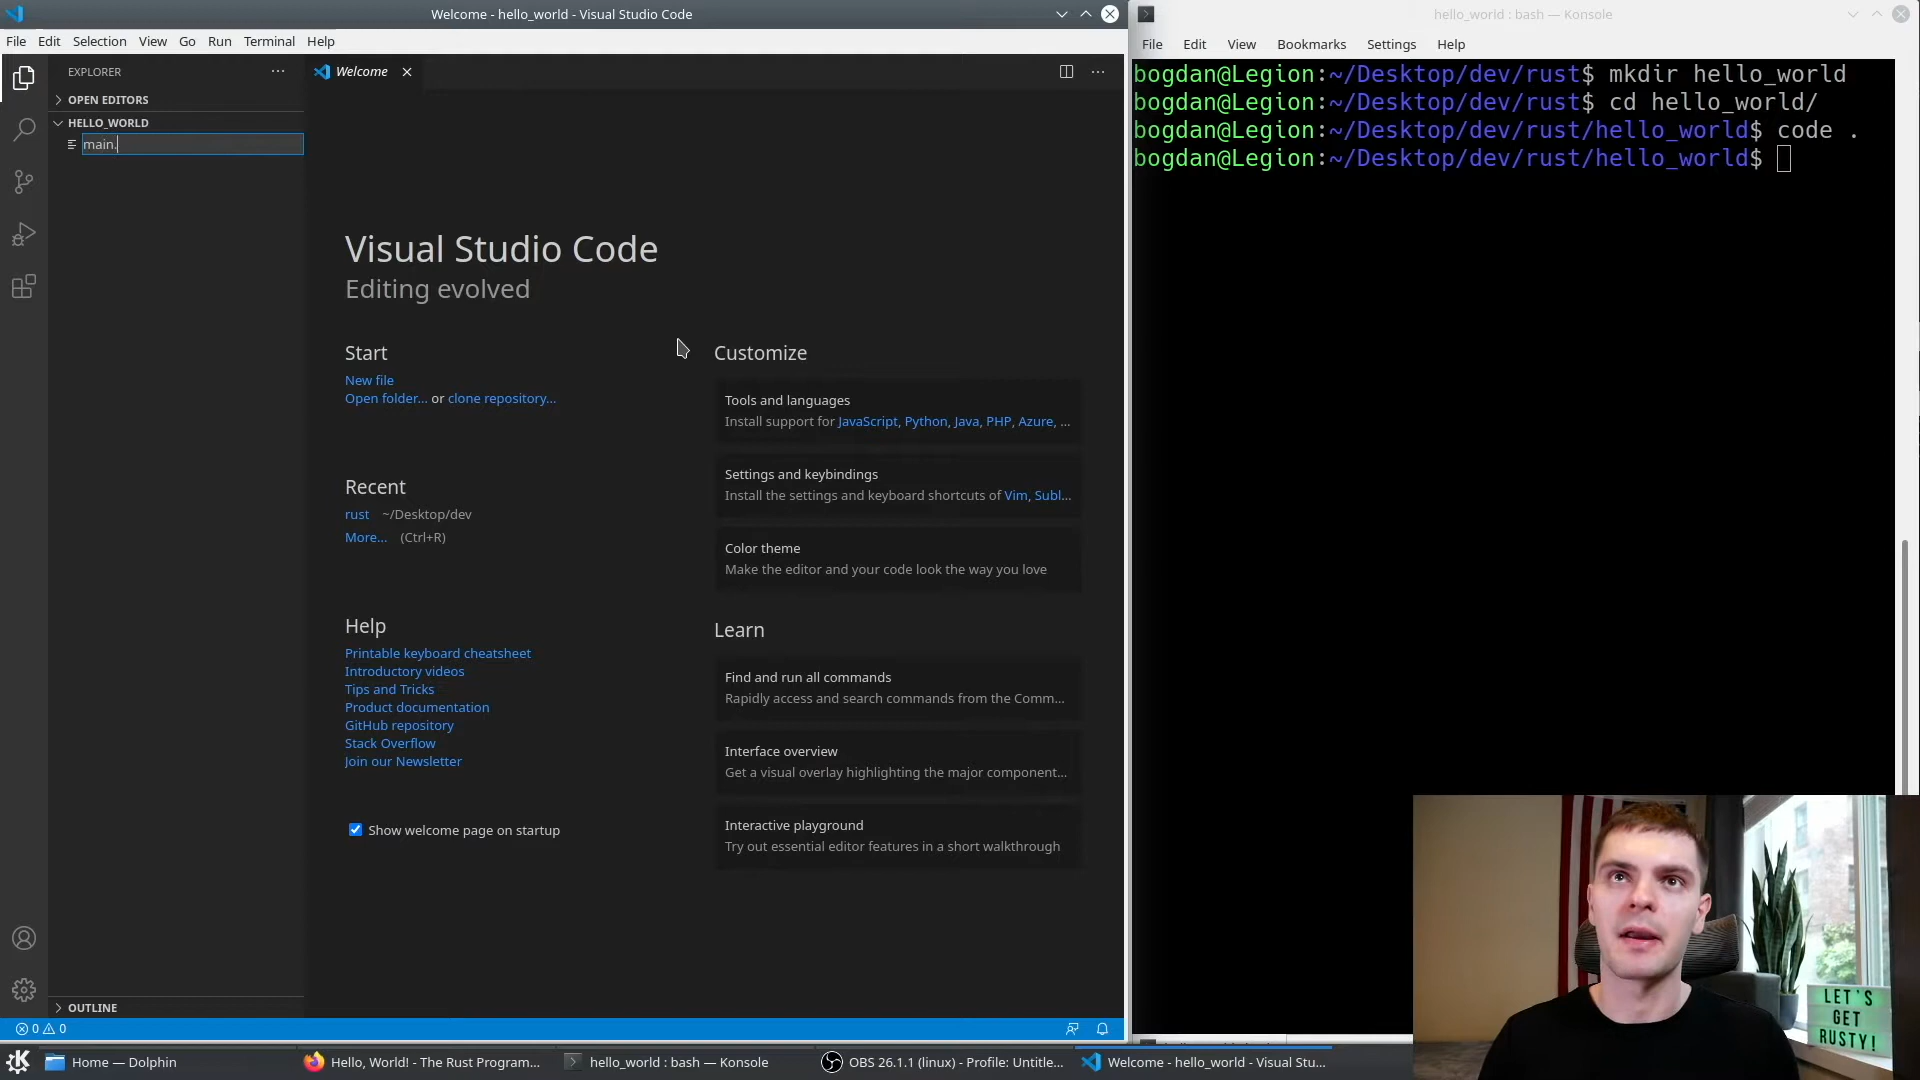 Welcome - hello_world - Visual Studio Code
File Edit Selection View Go Run Terminal Help
EXPLORER
OPEN EDITORS
HELLO_WORLD
main.
OUTLINE
Welcome
Visual Studio Code
Editing evolved
Start
New file
Open folder... or clone repository...
Recent
rust ~/Desktop/dev
More... (Ctrl+R)
Help
Printable keyboard cheatsheet
Introductory videos
Tips and Tricks
Product documentation
GitHub repository
Stack Overflow
Join our Newsletter
Show welcome page on startup
Customize
Tools and languages
Install support for JavaScript, Python, Java, PHP, Azure, ...
Settings and keybindings
Install the settings and keyboard shortcuts of Vim, Subl...
Color theme
Make the editor and your code look the way you love
Learn
Find and run all commands
Rapidly access and search commands from the Comm...
Interface overview
Get a visual overlay highlighting the major component...
Interactive playground
Try out essential editor features in a short walkthrough
0 0
hello_world : bash — Konsole
File Edit View Bookmarks Settings Help
bogdan@Legion:~/Desktop/dev/rust$ mkdir hello_world
bogdan@Legion:~/Desktop/dev/rust$ cd hello_world/
bogdan@Legion:~/Desktop/dev/rust/hello_world$ code .
bogdan@Legion:~/Desktop/dev/rust/hello_world$
LET'S
GET
RUSTY!
Home — Dolphin
Hello, World! - The Rust Program...
hello_world : bash — Konsole
OBS 26.1.1 (linux) - Profile: Untitle...
Welcome - hello_world - Visual Stu...